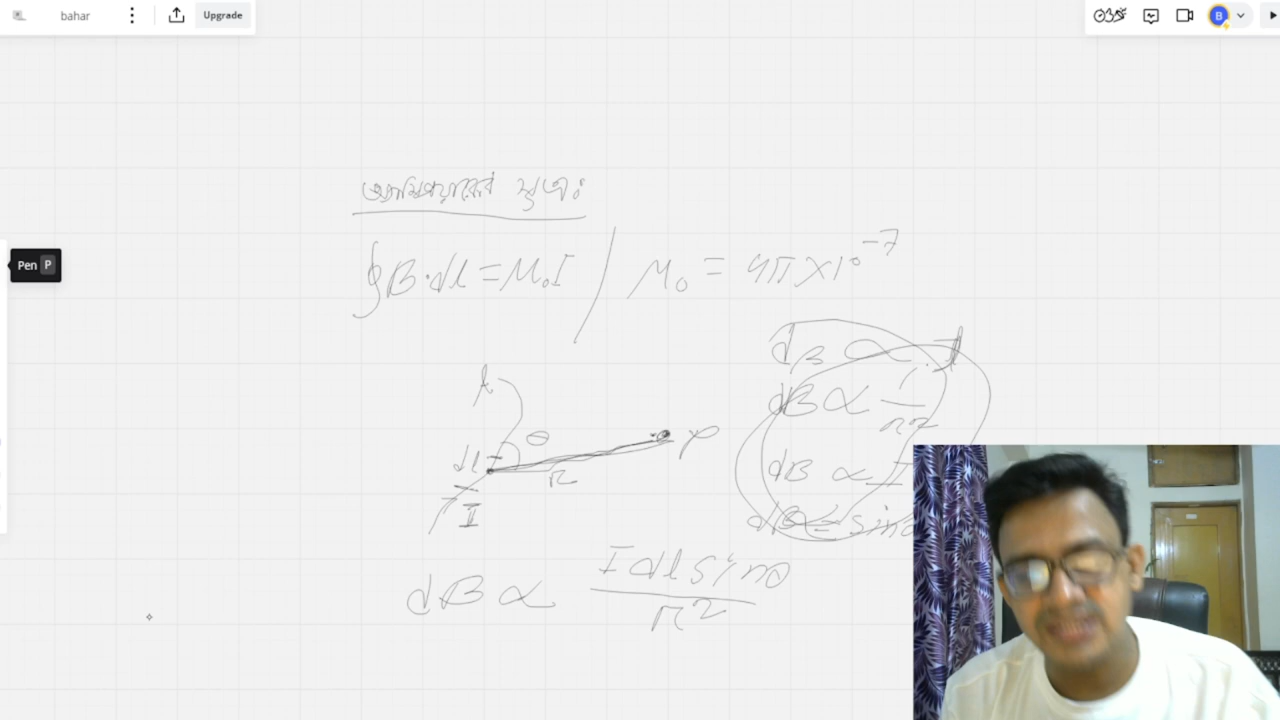 bahar
Upgrade
B
Pen P
অ্যাম্পিয়ারের সূত্র:
∮B·dl = μ₀I / μ₀ = 4π×10⁻⁷
dB ∝
dB ∝ 1/r²
dB ∝ I
dB ∝ sinθ
A
θ
P
dl
r
I
dB ∝ Idl sinθ / r²